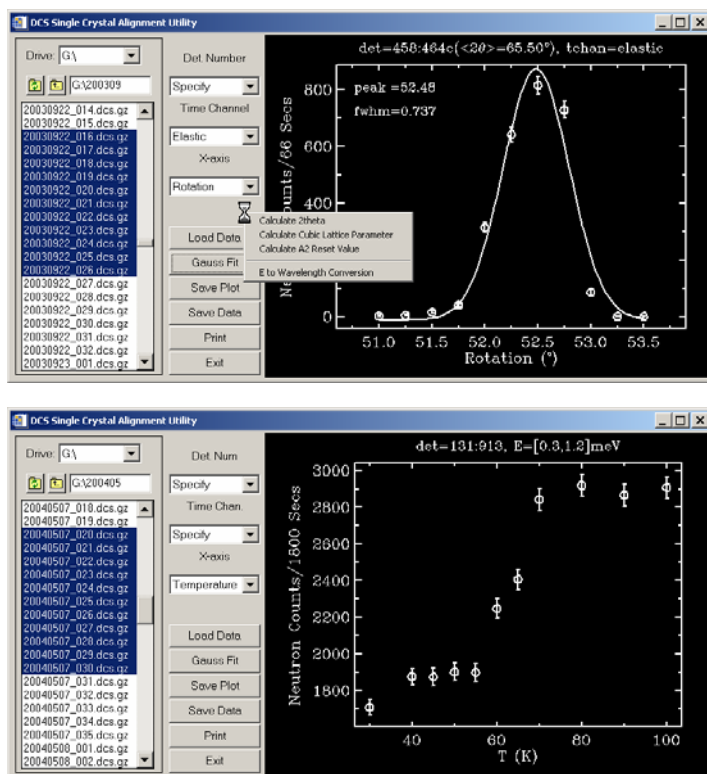 DCS Single Crystal Alignment Utility
Drive: G:\
G:\200309
20030922_014.dcs.gz
20030922_015.dcs.gz
20030922_016.dcs.gz
20030922_017.dcs.gz
20030922_018.dcs.gz
20030922_019.dcs.gz
20030922_020.dcs.gz
20030922_021.dcs.gz
20030922_022.dcs.gz
20030922_023.dcs.gz
20030922_024.dcs.gz
20030922_025.dcs.gz
20030922_026.dcs.gz
20030922_027.dcs.gz
20030922_028.dcs.gz
20030922_029.dcs.gz
20030922_030.dcs.gz
20030922_031.dcs.gz
20030922_032.dcs.gz
20030923_001.dcs.gz
Det. Number
Specify
Time Channel
Elastic
X-axis
Rotation
Load Data
Gauss Fit
Save Plot
Save Data
Print
Exit
Calculate 2theta
Calculate Cubic Lattice Parameter
Calculate A2 Reset Value
E to Wavelength Conversion
det=458:464c(<2θ>=65.50°), tchan=elastic
peak =52.48
fwhm=0.737
800
600
400
0
ounts/66 Secs
Ne
51.0 51.5 52.0 52.5 53.0 53.5
Rotation (°)
DCS Single Crystal Alignment Utility
Drive: G:\
G:\200405
20040507_018.dcs.gz
20040507_019.dcs.gz
20040507_020.dcs.gz
20040507_021.dcs.gz
20040507_022.dcs.gz
20040507_023.dcs.gz
20040507_024.dcs.gz
20040507_025.dcs.gz
20040507_026.dcs.gz
20040507_027.dcs.gz
20040507_028.dcs.gz
20040507_029.dcs.gz
20040507_030.dcs.gz
20040507_031.dcs.gz
20040507_032.dcs.gz
20040507_033.dcs.gz
20040507_034.dcs.gz
20040507_035.dcs.gz
20040508_001.dcs.gz
20040508_002.dcs.gz
Det. Num
Specify
Time Chan.
Specify
X-axis
Temperature
Load Data
Gauss Fit
Save Plot
Save Data
Print
Exit
det=131:913, E=[0.3,1.2]meV
3000
2800
2600
2400
2200
2000
1800
Neutron Counts/1800 Secs
40 60 80 100
T (K)